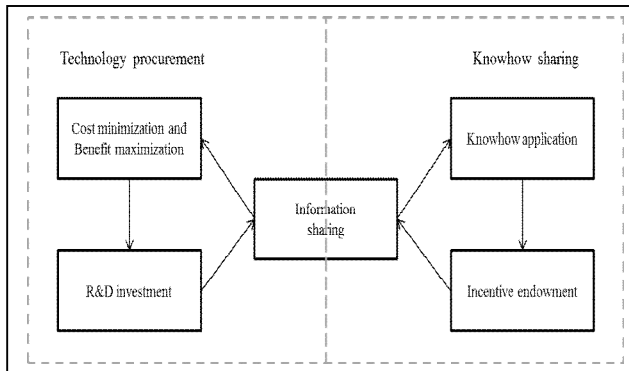 Technology procurement
Knowhow sharing
Cost minimization and
Benefit maximization
Knowhow application
Information
sharing
R&D investment
Incentive endowment